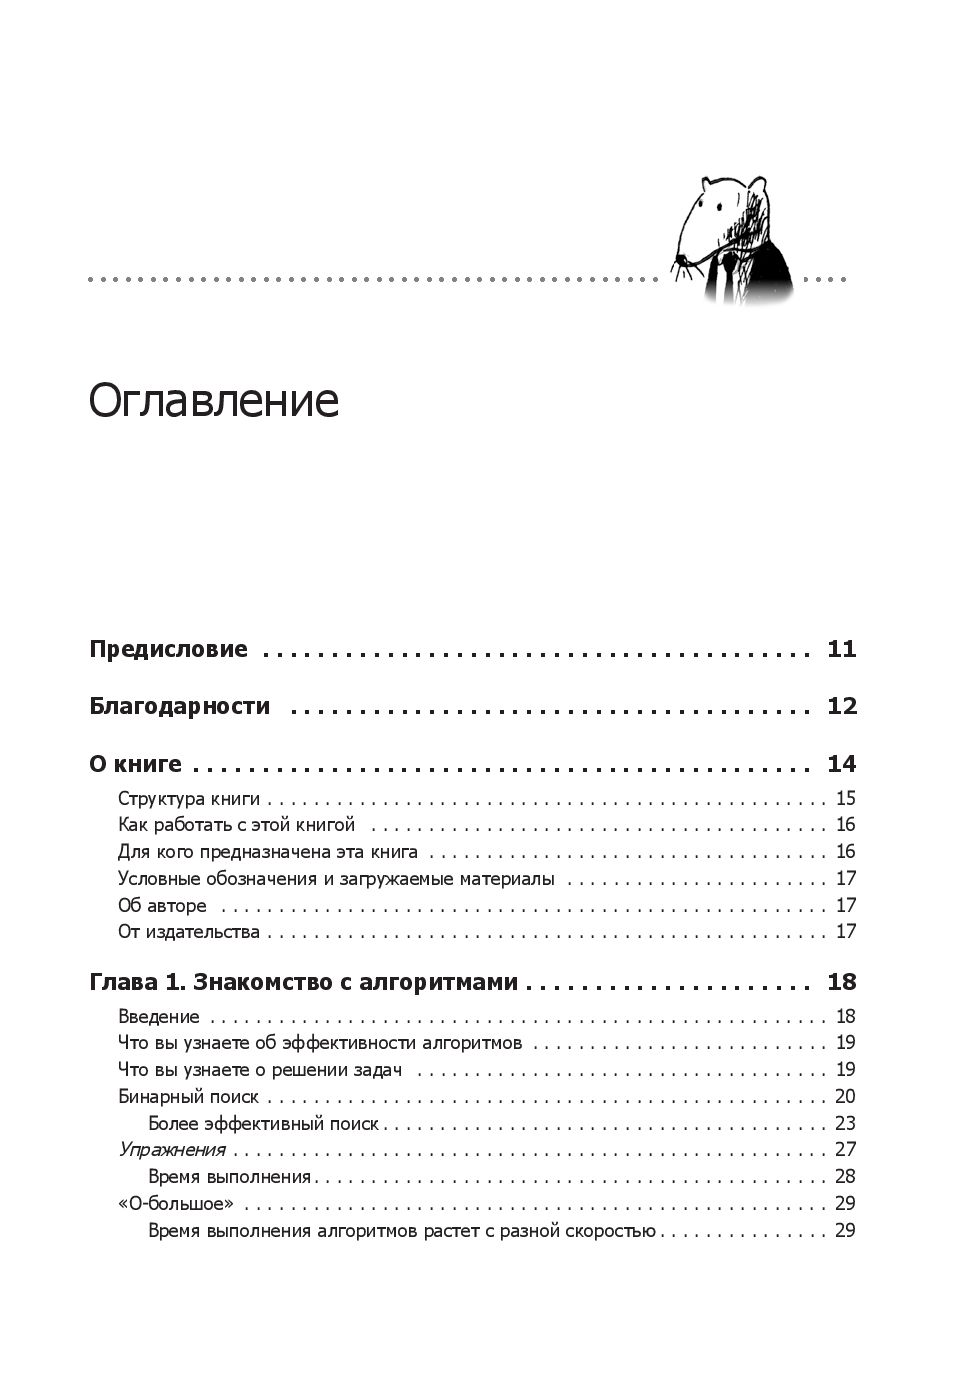 Оглавление
Предисловие . . . . . . . . . . . . . . . . . . . . . . . . . . . . . . . . . . . . . . . . 11
Благодарности . . . . . . . . . . . . . . . . . . . . . . . . . . . . . . . . . . . . . . 12
О книге . . . . . . . . . . . . . . . . . . . . . . . . . . . . . . . . . . . . . . . . . . . . . 14
Структура книги . . . . . . . . . . . . . . . . . . . . . . . . . . . . . . . . . . . . . . . . . . . . . . . . 15
Как работать с этой книгой . . . . . . . . . . . . . . . . . . . . . . . . . . . . . . . . . . . . . . . 16
Для кого предназначена эта книга . . . . . . . . . . . . . . . . . . . . . . . . . . . . . . . . . . 16
Условные обозначения и загружаемые материалы . . . . . . . . . . . . . . . . . . . . . . 17
Об авторе . . . . . . . . . . . . . . . . . . . . . . . . . . . . . . . . . . . . . . . . . . . . . . . . . . . . 17
От издательства . . . . . . . . . . . . . . . . . . . . . . . . . . . . . . . . . . . . . . . . . . . . . . . . 17
Глава 1. Знакомство с алгоритмами . . . . . . . . . . . . . . . . . . . . . 18
Введение . . . . . . . . . . . . . . . . . . . . . . . . . . . . . . . . . . . . . . . . . . . . . . . . . . . . . 18
Что вы узнаете об эффективности алгоритмов . . . . . . . . . . . . . . . . . . . . . . . . . 19
Что вы узнаете о решении задач . . . . . . . . . . . . . . . . . . . . . . . . . . . . . . . . . . . 19
Бинарный поиск . . . . . . . . . . . . . . . . . . . . . . . . . . . . . . . . . . . . . . . . . . . . . . . . 20
Более эффективный поиск . . . . . . . . . . . . . . . . . . . . . . . . . . . . . . . . . . . . . . 23
Упражнения . . . . . . . . . . . . . . . . . . . . . . . . . . . . . . . . . . . . . . . . . . . . . . . . . . . 27
Время выполнения . . . . . . . . . . . . . . . . . . . . . . . . . . . . . . . . . . . . . . . . . . . . 28
«О-большое» . . . . . . . . . . . . . . . . . . . . . . . . . . . . . . . . . . . . . . . . . . . . . . . . . . 29
Время выполнения алгоритмов растет с разной скоростью . . . . . . . . . . . . . . . 29